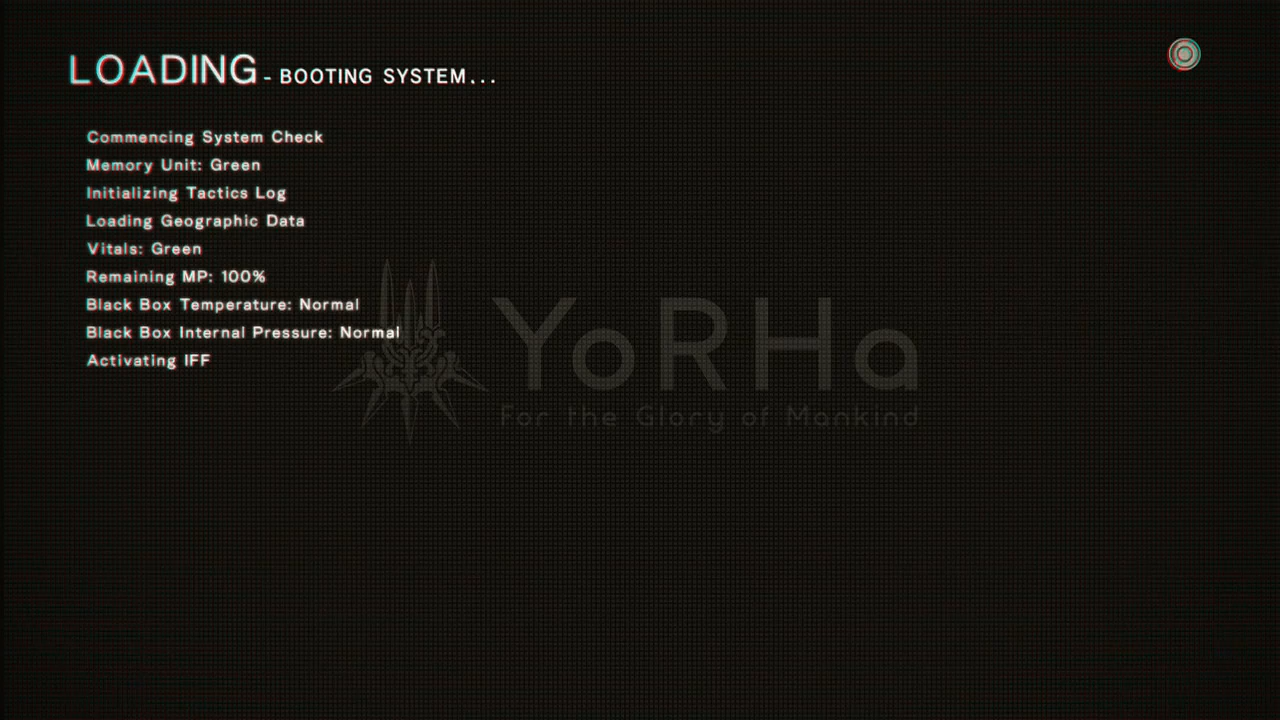 LOADING - BOOTING SYSTEM...
Commencing System Check
Memory Unit: Green
Initializing Tactics Log
Loading Geographic Data
Vitals: Green
Remaining MP: 100%
Black Box Temperature: Normal
Black Box Internal Pressure: Normal
Activating IFF
YoRHa
For the Glory of Mankind